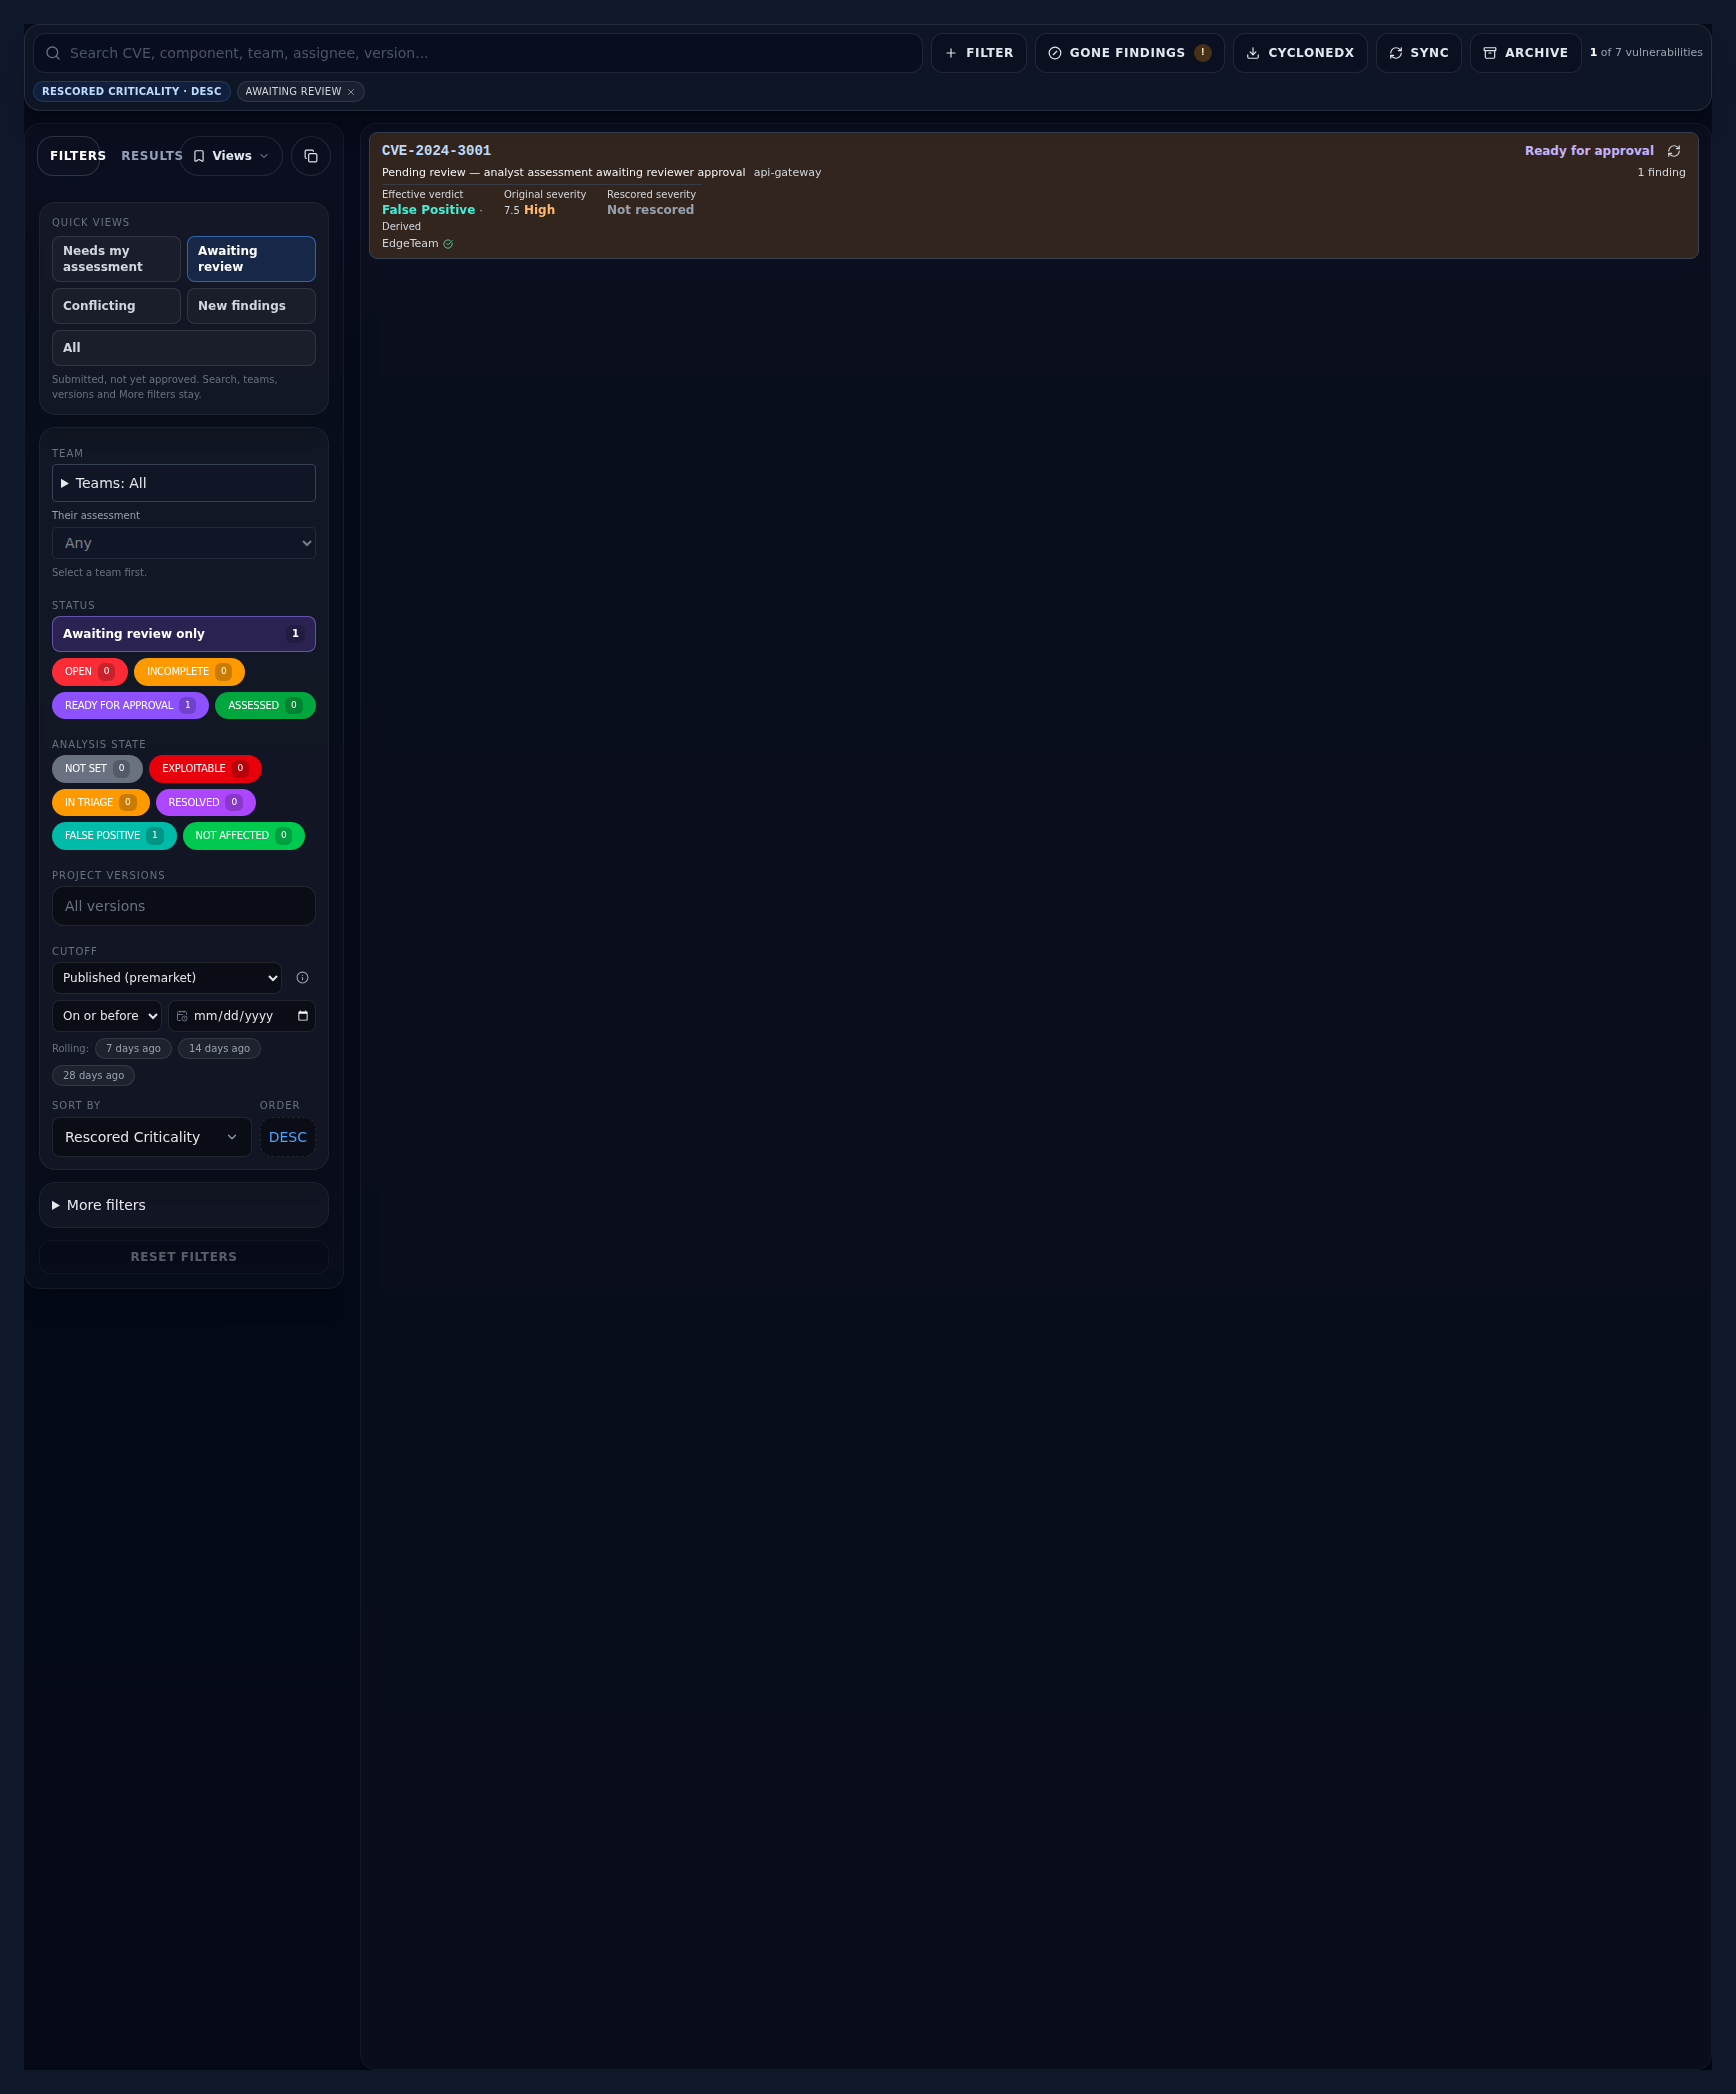 Search CVE, component, team, assignee, version...
FILTER
GONE FINDINGS !
CYCLONEDX
SYNC
ARCHIVE
1 of 7 vulnerabilities
RESCORED CRITICALITY · DESC
AWAITING REVIEW
FILTERS
RESULTS
Views
QUICK VIEWS
Needs my
assessment
Awaiting
review
Conflicting
New findings
All
Submitted, not yet approved. Search, teams,
versions and More filters stay.
TEAM
Teams: All
Their assessment
Any
Select a team first.
STATUS
Awaiting review only 1
OPEN 0
INCOMPLETE 0
READY FOR APPROVAL 1
ASSESSED 0
ANALYSIS STATE
NOT SET 0
EXPLOITABLE 0
IN TRIAGE 0
RESOLVED 0
FALSE POSITIVE 1
NOT AFFECTED 0
PROJECT VERSIONS
All versions
CUTOFF
Published (premarket)
On or before
mm/dd/yyyy
Rolling: 7 days ago 14 days ago
28 days ago
SORT BY
ORDER
Rescored Criticality
DESC
More filters
RESET FILTERS
CVE-2024-3001
Ready for approval
Pending review — analyst assessment awaiting reviewer approval api-gateway
1 finding
Effective verdict
False Positive ·
Derived
Original severity
7.5 High
Rescored severity
Not rescored
EdgeTeam